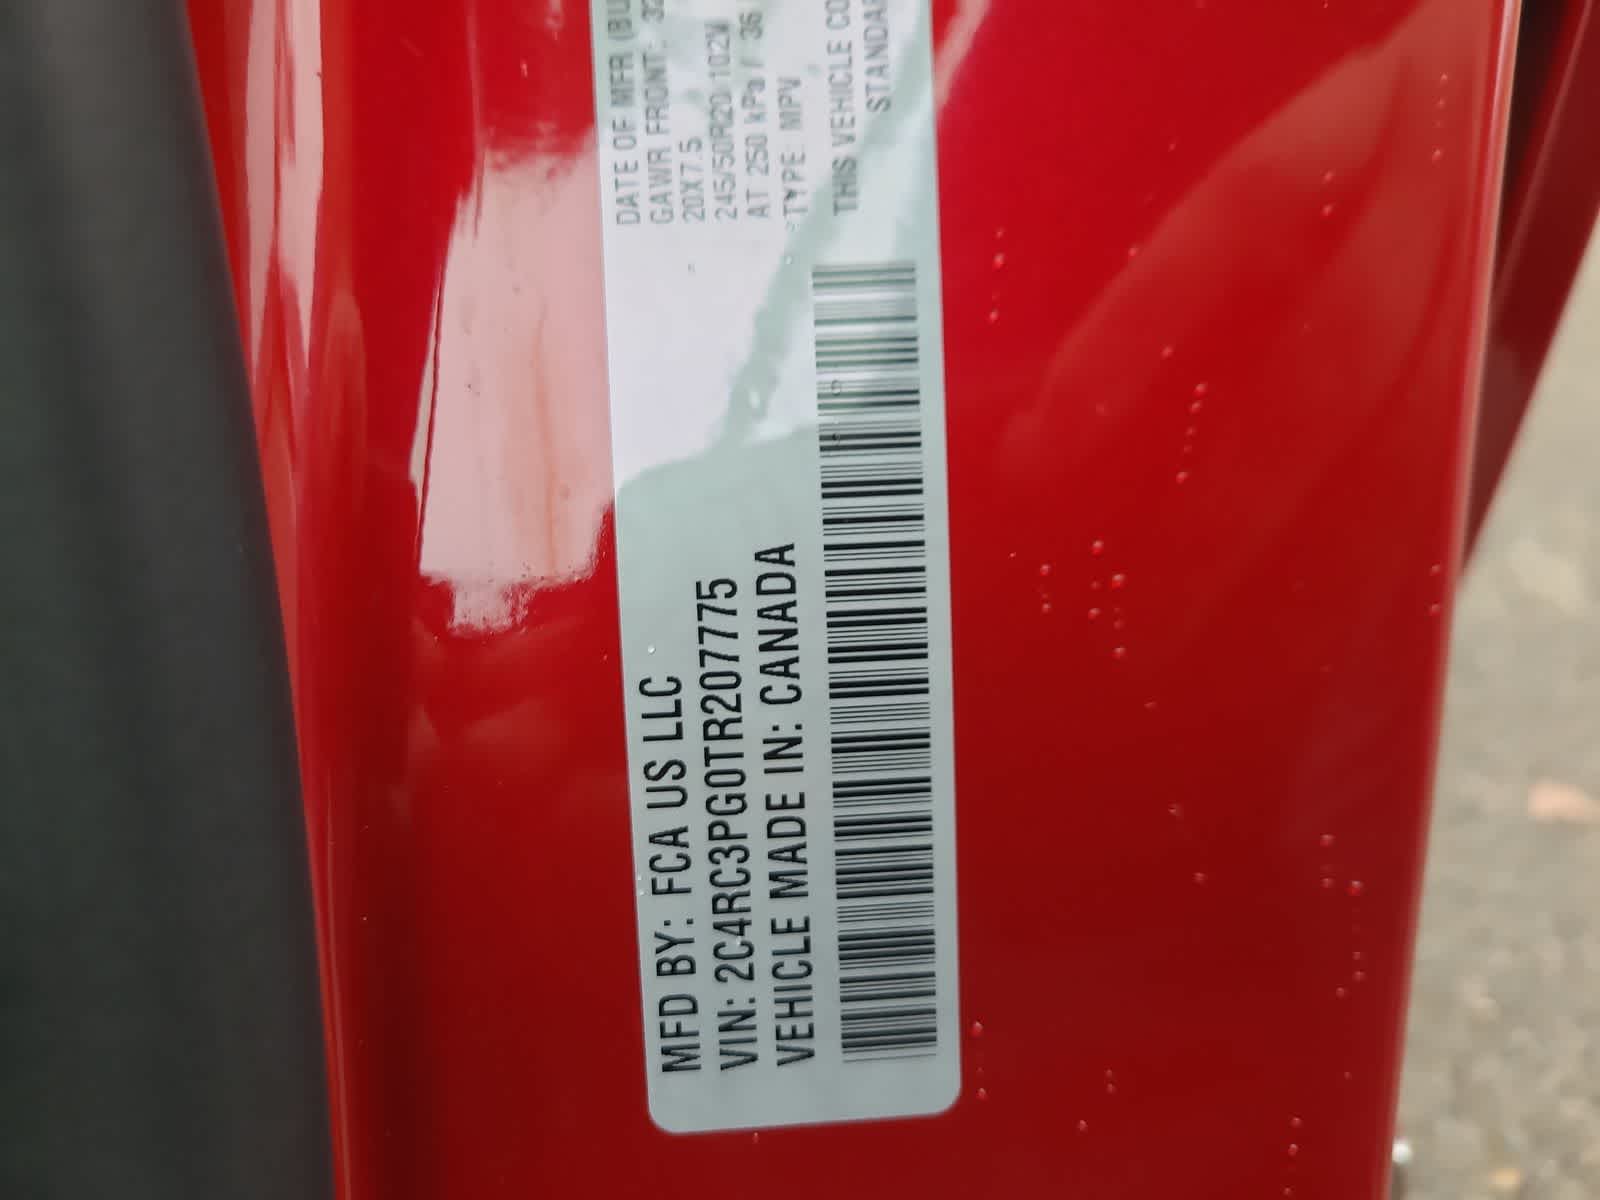 MFD BY: FCA US LLC
VIN: 2C4RC3PG0TR207775
VEHICLE MADE IN: CANADA
DATE OF MFR
GAWR FRONT:
20X7.5
245/50R20 102V
AT 250 kPa / 36
TYPE: MPV
THIS VEHICLE